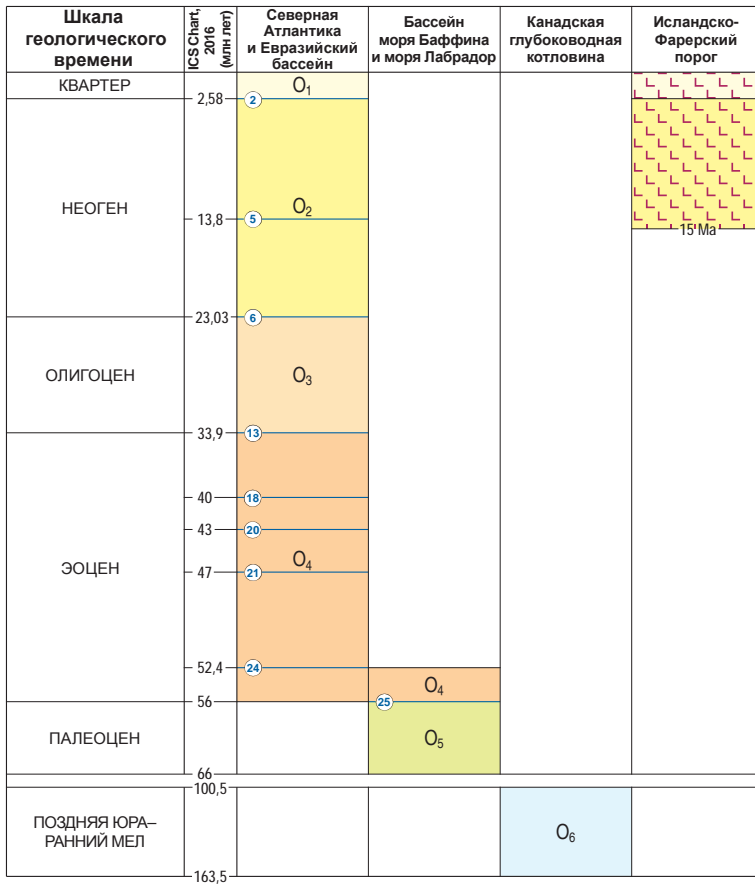 Шкала
геологического
времени
ICS Chart,
2016
(млн лет)
Северная
Атлантика
и Евразийский
бассейн
Бассейн
моря Баффина
и моря Лабрадор
Канадская
глубоководная
котловина
Исландско-
Фарерский
порог
КВАРТЕР
O₁
2,58
2
НЕОГЕН
O₂
13,8
5
15 Ma
23,03
6
ОЛИГОЦЕН
O₃
33,9
13
40
18
43
20
ЭОЦЕН
O₄
47
21
52,4
24
O₄
56
25
ПАЛЕОЦЕН
O₅
66
100,5
ПОЗДНЯЯ ЮРА–
РАННИЙ МЕЛ
O₆
163,5